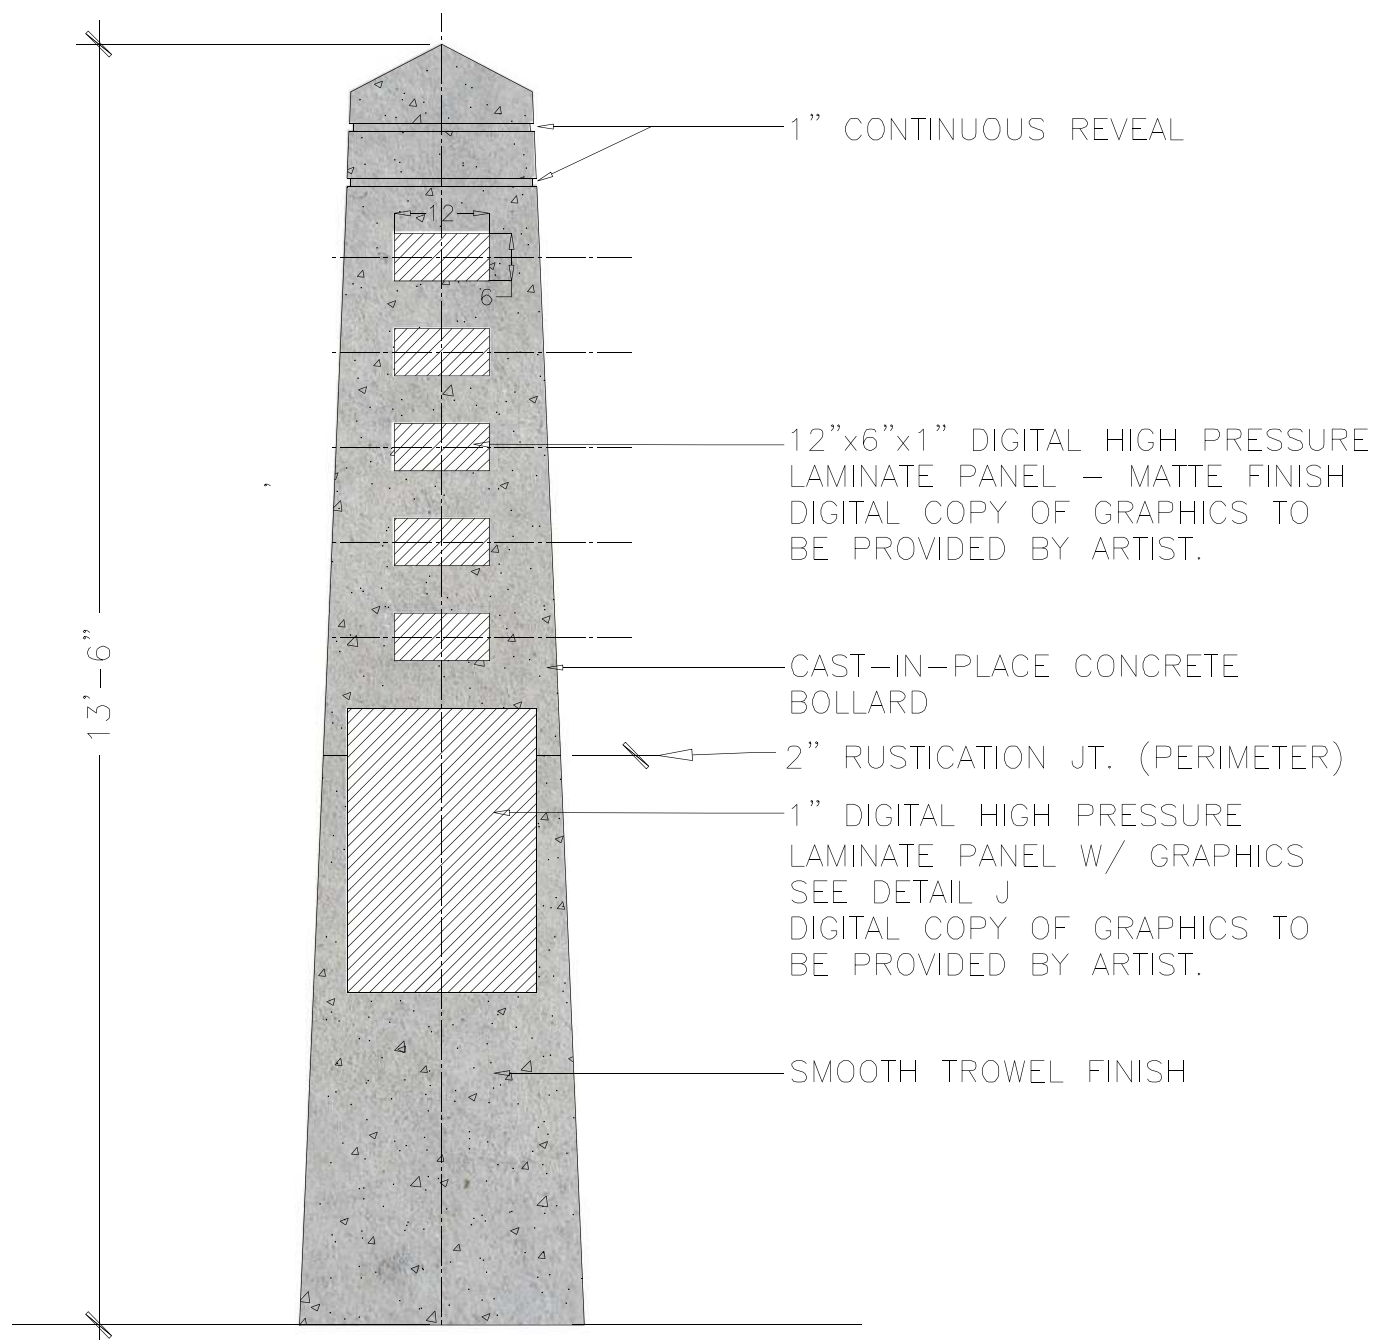 1” CONTINUOUS REVEAL
12
6
12”x6”x1” DIGITAL HIGH PRESSURE
LAMINATE PANEL – MATTE FINISH
DIGITAL COPY OF GRAPHICS TO
BE PROVIDED BY ARTIST.
13’-6”
CAST-IN-PLACE CONCRETE
BOLLARD
2” RUSTICATION JT. (PERIMETER)
1” DIGITAL HIGH PRESSURE
LAMINATE PANEL W/ GRAPHICS
SEE DETAIL J
DIGITAL COPY OF GRAPHICS TO
BE PROVIDED BY ARTIST.
SMOOTH TROWEL FINISH